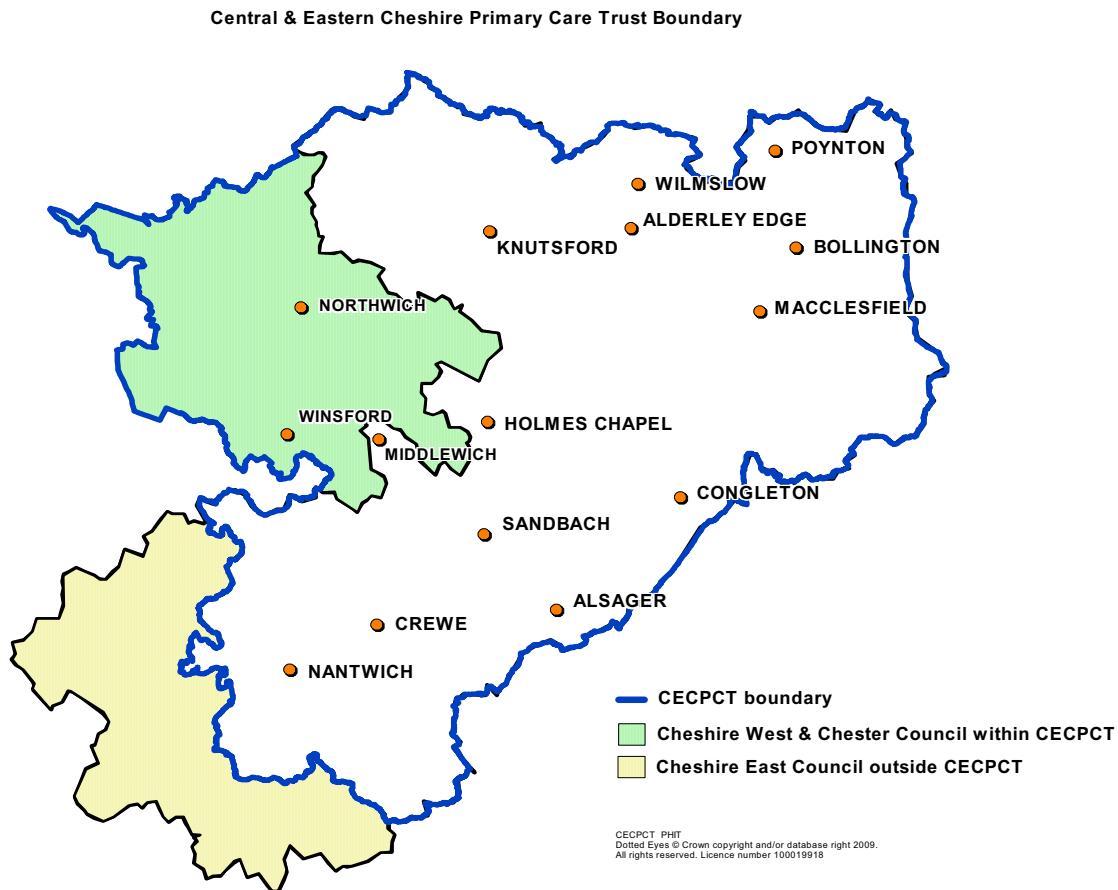 Central & Eastern Cheshire Primary Care Trust Boundary
POYNTON
WILMSLOW
ALDERLEY EDGE
KNUTSFORD
BOLLINGTON
NORTHWICH
MACCLESFIELD
WINSFORD
HOLMES CHAPEL
MIDDLEWICH
CONGLETON
SANDBACH
ALSAGER
CREWE
NANTWICH
CECPCT boundary
Cheshire West & Chester Council within CECPCT
Cheshire East Council outside CECPCT
CECPCT PHIT
Dotted Eyes © Crown copyright and/or database right 2009.
All rights reserved. Licence number 100019918